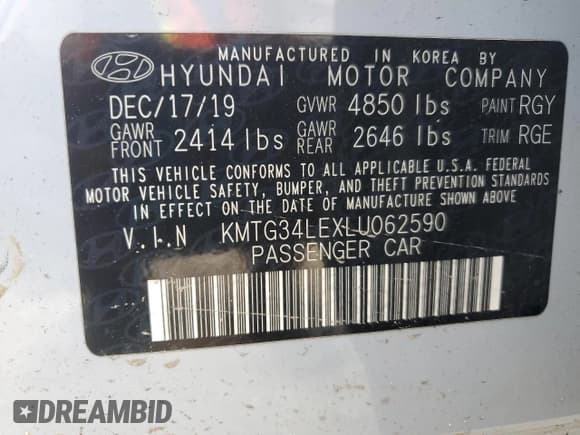 MANUFACTURED IN KOREA BY
HYUNDAI MOTOR COMPANY
DEC/17/19 GVWR 4850 lbs PAINT RGY
GAWR FRONT 2414 lbs GAWR REAR 2646 lbs TRIM RGE
THIS VEHICLE CONFORMS TO ALL APPLICABLE U.S.A. FEDERAL
MOTOR VEHICLE SAFETY, BUMPER, AND THEFT PREVENTION STANDARDS
IN EFFECT ON THE DATE OF MANUFACTURE SHOWN ABOVE
V.I.N KMTG34LEXLU062590
PASSENGER CAR
DREAMBID